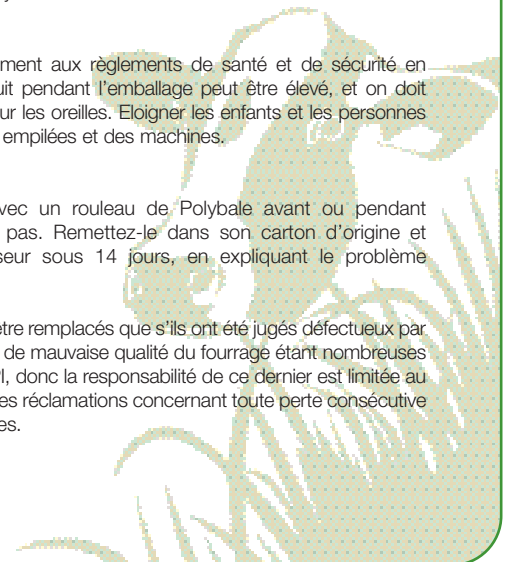 ment aux règlements de santé et de sécurité en
uit pendant l'emballage peut être élevé, et on doit
ur les oreilles. Eloigner les enfants et les personnes
empilées et des machines.
vec un rouleau de Polybale avant ou pendant
pas. Remettez-le dans son carton d'origine et
seur sous 14 jours, en expliquant le problème
être remplacés que s'ils ont été jugés défectueux par
de mauvaise qualité du fourrage étant nombreuses
PI, donc la responsabilité de ce dernier est limitée au
es réclamations concernant toute perte consécutive
es.